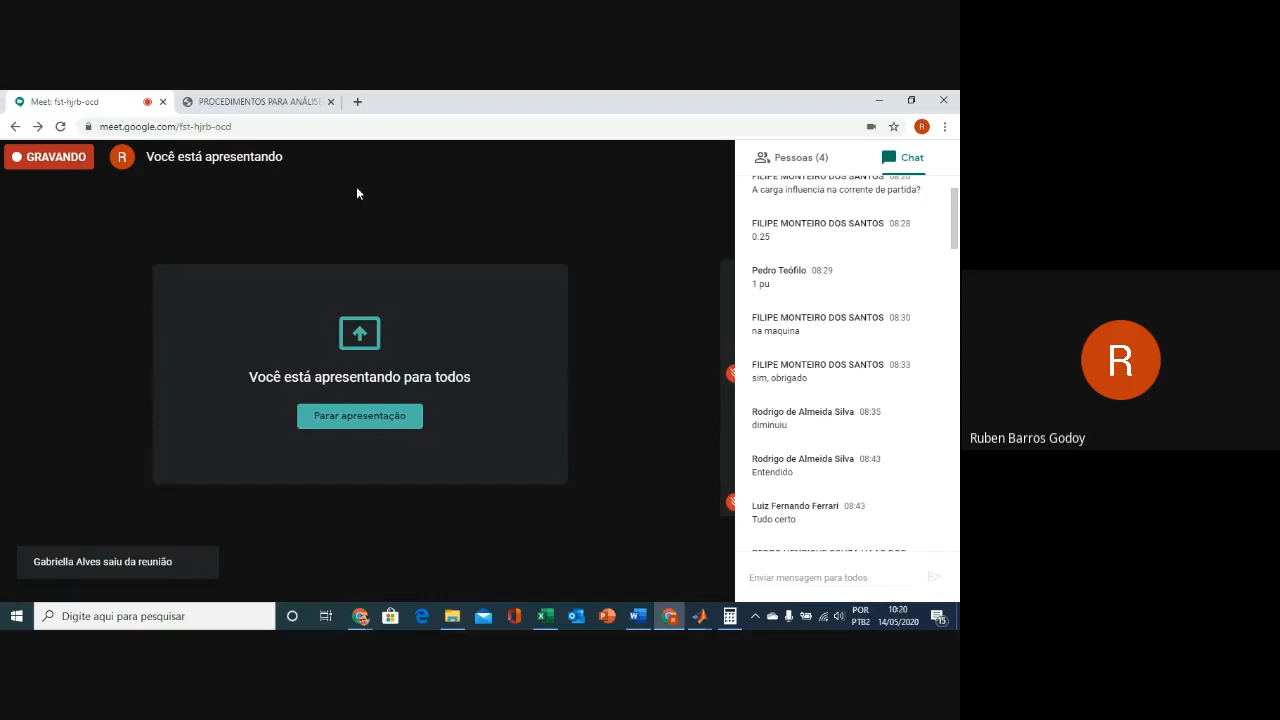 Meet: fst-hjrb-ocd
PROCEDIMENTOS PARA ANÁLIS
meet.google.com/fst-hjrb-ocd
R
GRAVANDO
R
Você está apresentando
Pessoas (4)
Chat
FILIPE MONTEIRO DOS SANTOS
A carga influencia na corrente de partida?
FILIPE MONTEIRO DOS SANTOS 08:28
0.25
Pedro Teófilo 08:29
1 pu
FILIPE MONTEIRO DOS SANTOS 08:30
na maquina
FILIPE MONTEIRO DOS SANTOS 08:33
sim, obrigado
Rodrigo de Almeida Silva 08:35
diminuiu
Rodrigo de Almeida Silva 08:43
Entendido
Luiz Fernando Ferrari 08:43
Tudo certo
Você está apresentando para todos
Parar apresentação
Gabriella Alves saiu da reunião
Enviar mensagem para todos
R
Ruben Barros Godoy
Digite aqui para pesquisar
POR
PTB2
10:20
14/05/2020
15